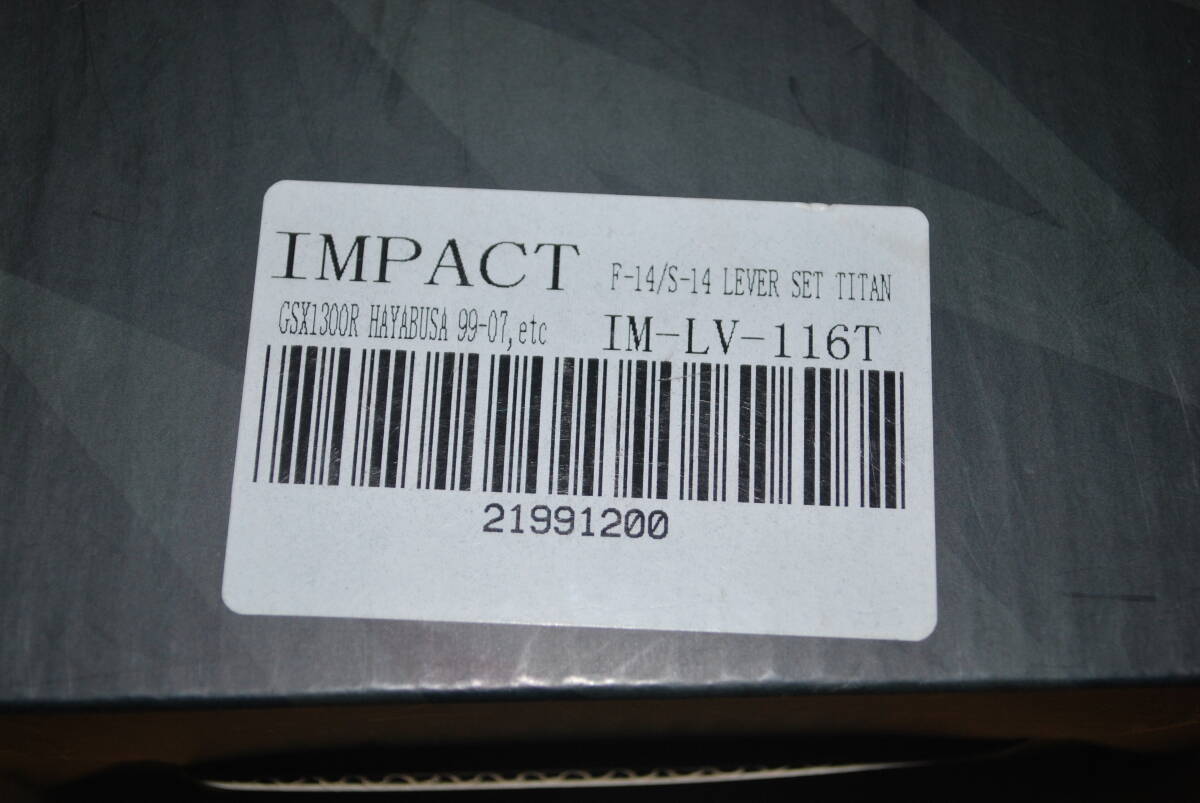 IMPACT F-14/S-14 LEVER SET TITAN
GSX1300R HAYABUSA 99-07,etc IM-LV-116T
21991200